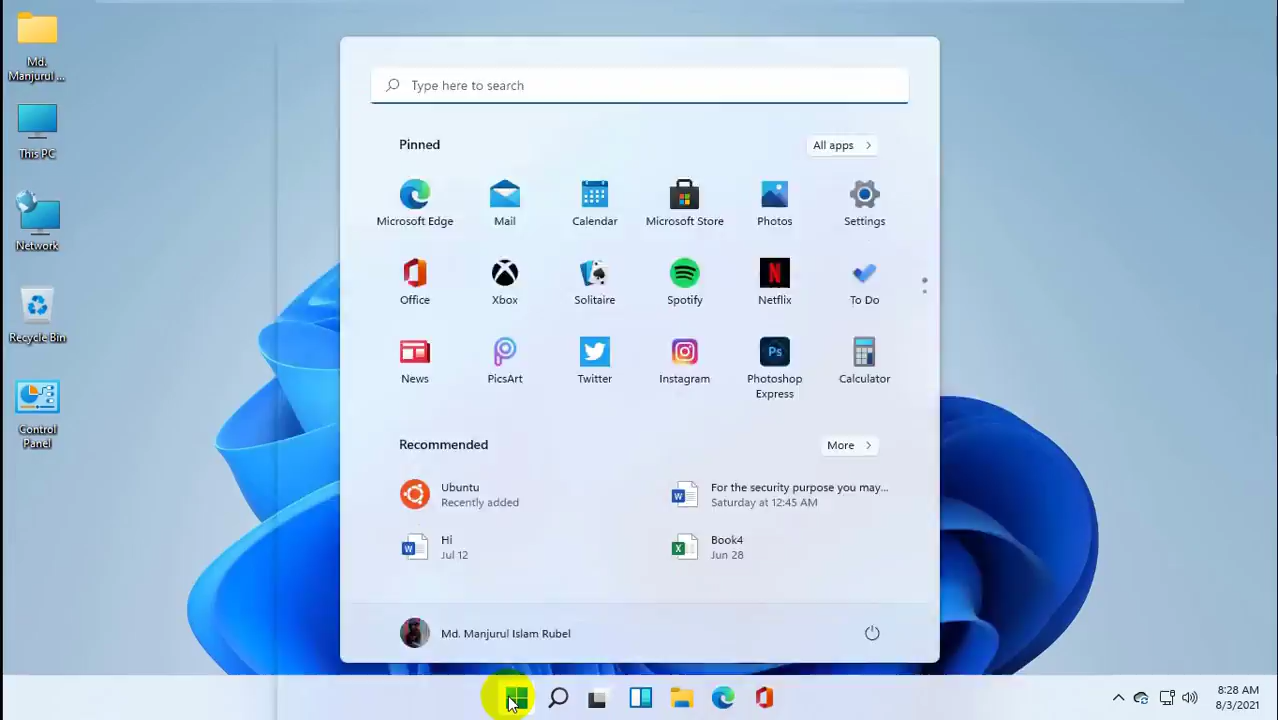 Md.
Manjurul ...
This PC
Network
Recycle Bin
Control
Panel
Type here to search
Pinned
All apps
Microsoft Edge
Mail
Calendar
Microsoft Store
Photos
Settings
Office
Xbox
Solitaire
Spotify
Netflix
To Do
News
PicsArt
Twitter
Instagram
Ps
Photoshop
Express
Calculator
Recommended
More
Ubuntu
Recently added
For the security purpose you may...
Saturday at 12:45 AM
Hi
Jul 12
Book4
Jun 28
Md. Manjurul Islam Rubel
8:28 AM
8/3/2021